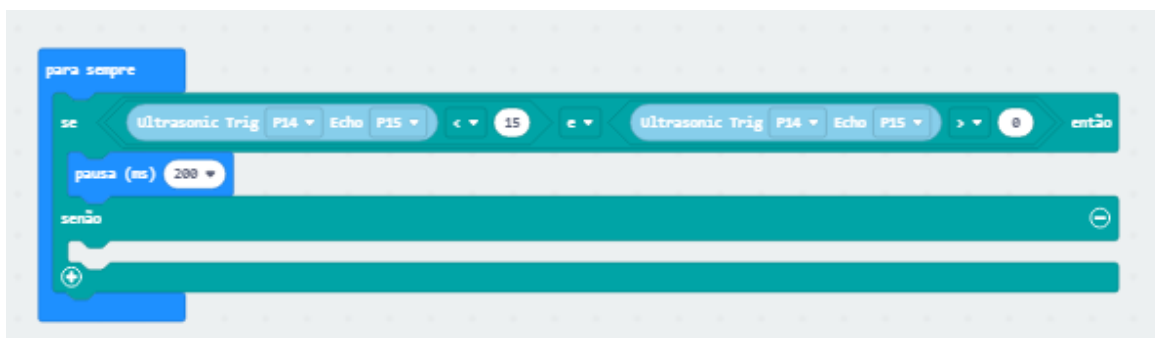 para sempre
se Ultrasonic Trig P14 Echo P15 < 15 e Ultrasonic Trig P14 Echo P15 > 0 então
pausa (ms) 200
senão